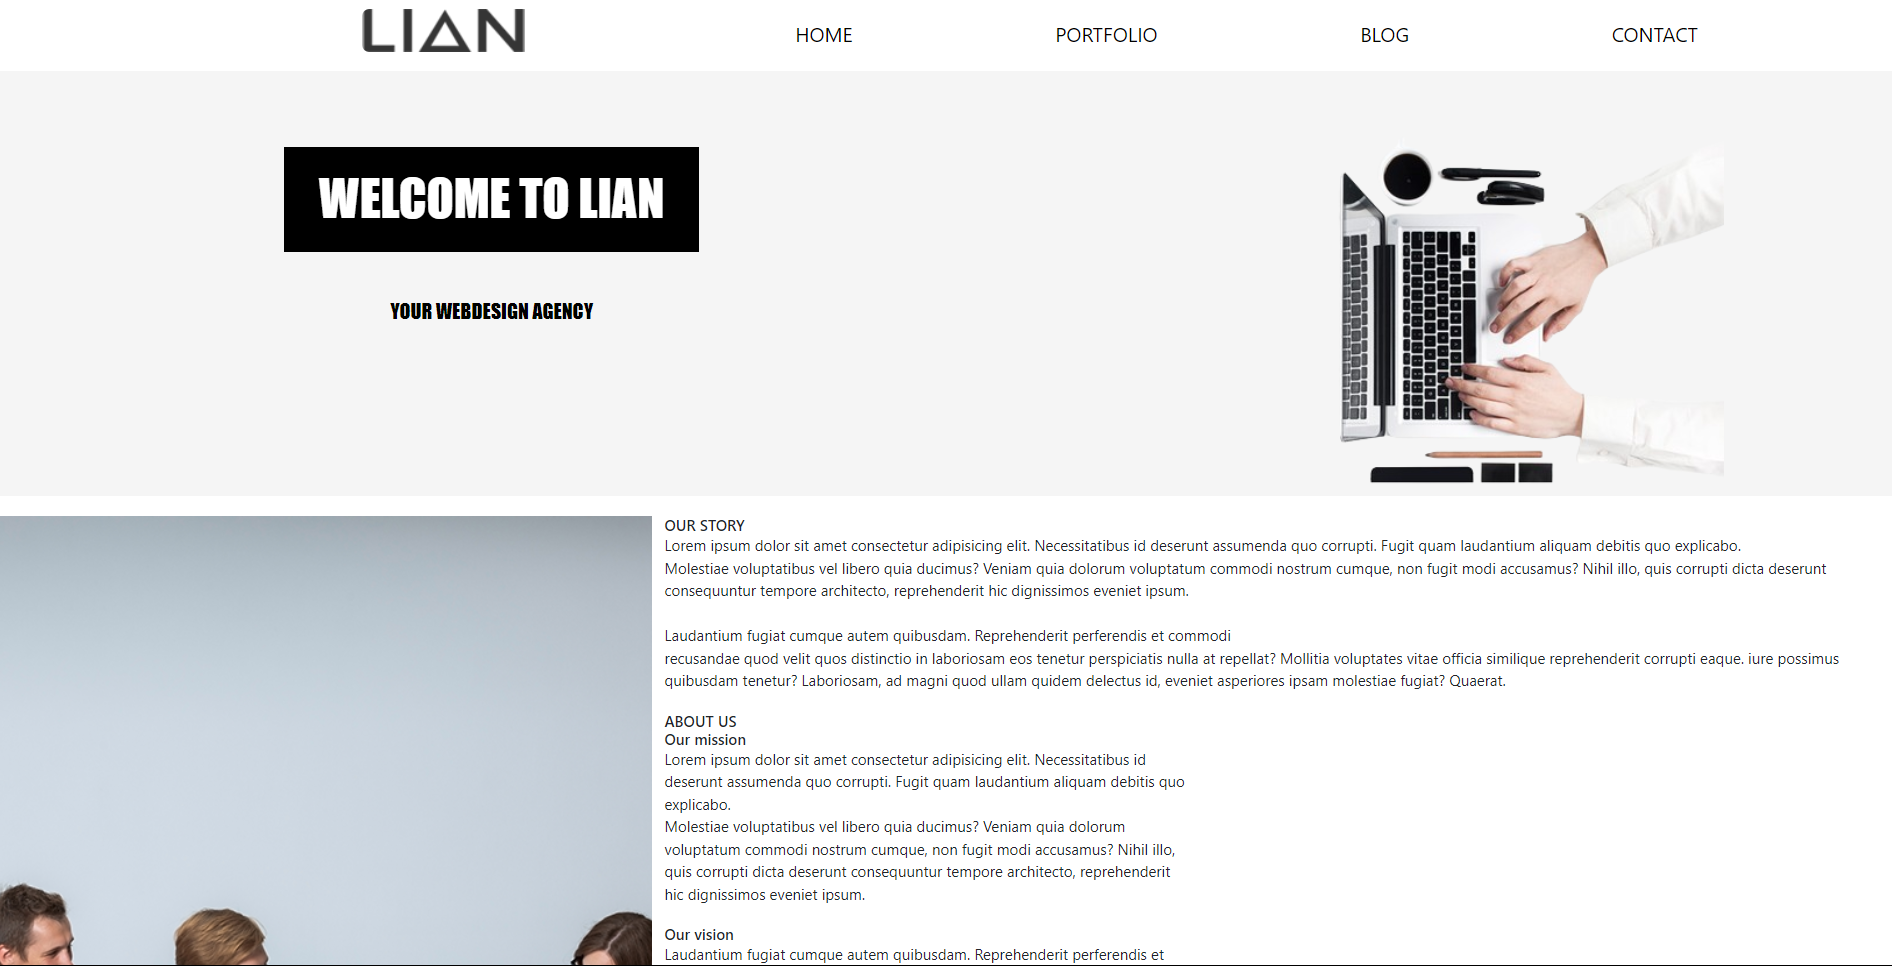 LIAN
HOME PORTFOLIO BLOG CONTACT
WELCOME TO LIAN
YOUR WEBDESIGN AGENCY
OUR STORY
Lorem ipsum dolor sit amet consectetur adipisicing elit. Necessitatibus id deserunt assumenda quo corrupti. Fugit quam laudantium aliquam debitis quo explicabo.
Molestiae voluptatibus vel libero quia ducimus? Veniam quia dolorum voluptatum commodi nostrum cumque, non fugit modi accusamus? Nihil illo, quis corrupti dicta deserunt
consequuntur tempore architecto, reprehenderit hic dignissimos eveniet ipsum.
Laudantium fugiat cumque autem quibusdam. Reprehenderit perferendis et commodi
recusandae quod velit quos distinctio in laboriosam eos tenetur perspiciatis nulla at repellat? Mollitia voluptates vitae officia similique reprehenderit corrupti eaque. iure possimus
quibusdam tenetur? Laboriosam, ad magni quod ullam quidem delectus id, eveniet asperiores ipsam molestiae fugiat? Quaerat.
ABOUT US
Our mission
Lorem ipsum dolor sit amet consectetur adipisicing elit. Necessitatibus id
deserunt assumenda quo corrupti. Fugit quam laudantium aliquam debitis quo
explicabo.
Molestiae voluptatibus vel libero quia ducimus? Veniam quia dolorum
voluptatum commodi nostrum cumque, non fugit modi accusamus? Nihil illo,
quis corrupti dicta deserunt consequuntur tempore architecto, reprehenderit
hic dignissimos eveniet ipsum.
Our vision
Laudantium fugiat cumque autem quibusdam. Reprehenderit perferendis et